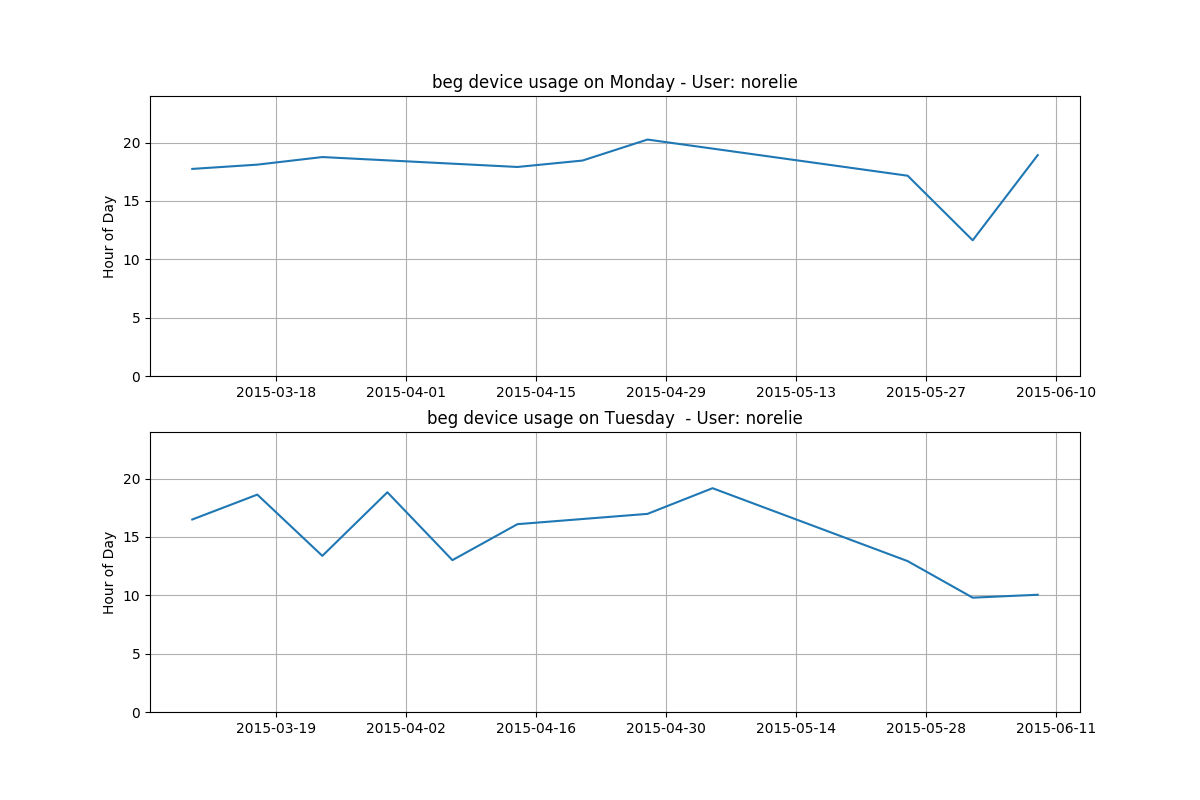 beg device usage on Monday - User: norelie
Hour of Day
20
15
10
5
0
2015-03-18 2015-04-01 2015-04-15 2015-04-29 2015-05-13 2015-05-27 2015-06-10
beg device usage on Tuesday  - User: norelie
Hour of Day
20
15
10
5
0
2015-03-19 2015-04-02 2015-04-16 2015-04-30 2015-05-14 2015-05-28 2015-06-11